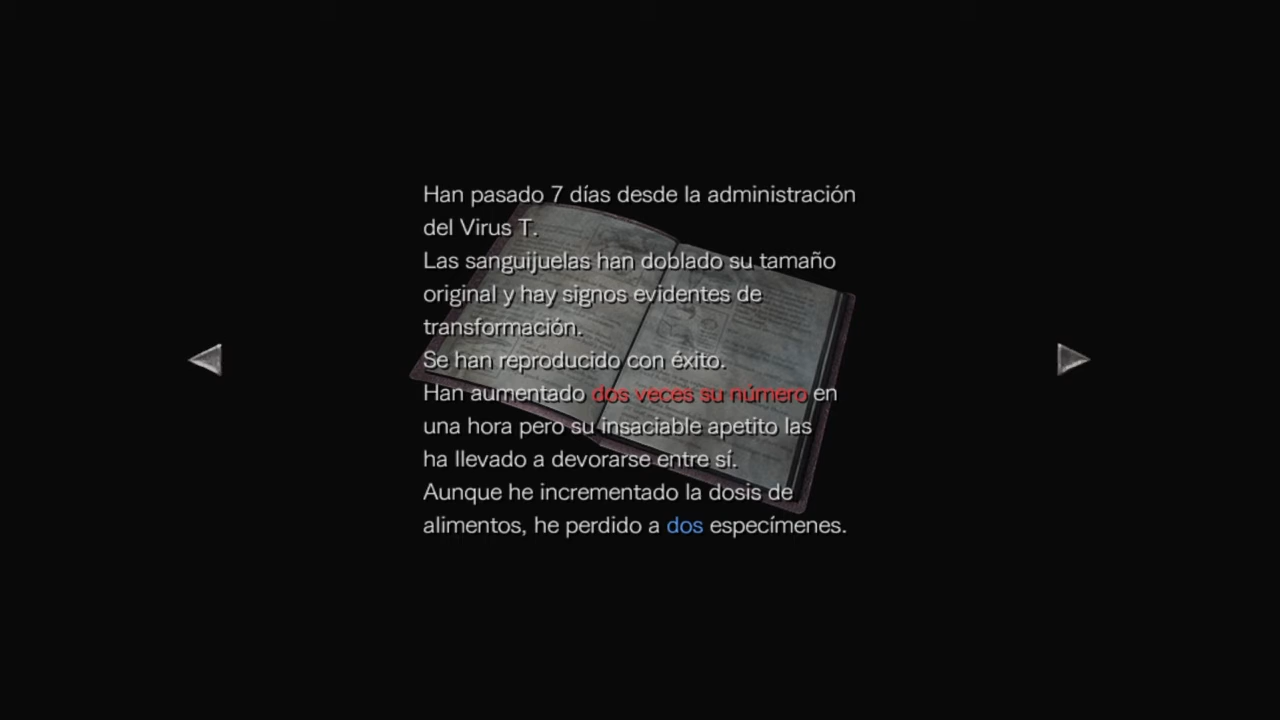 Han pasado 7 días desde la administración
del Virus T.
Las sanguijuelas han doblado su tamaño
original y hay signos evidentes de
transformación.
Se han reproducido con éxito.
Han aumentado dos veces su número en
una hora pero su insaciable apetito las
ha llevado a devorarse entre sí.
Aunque he incrementado la dosis de
alimentos, he perdido a dos especímenes.